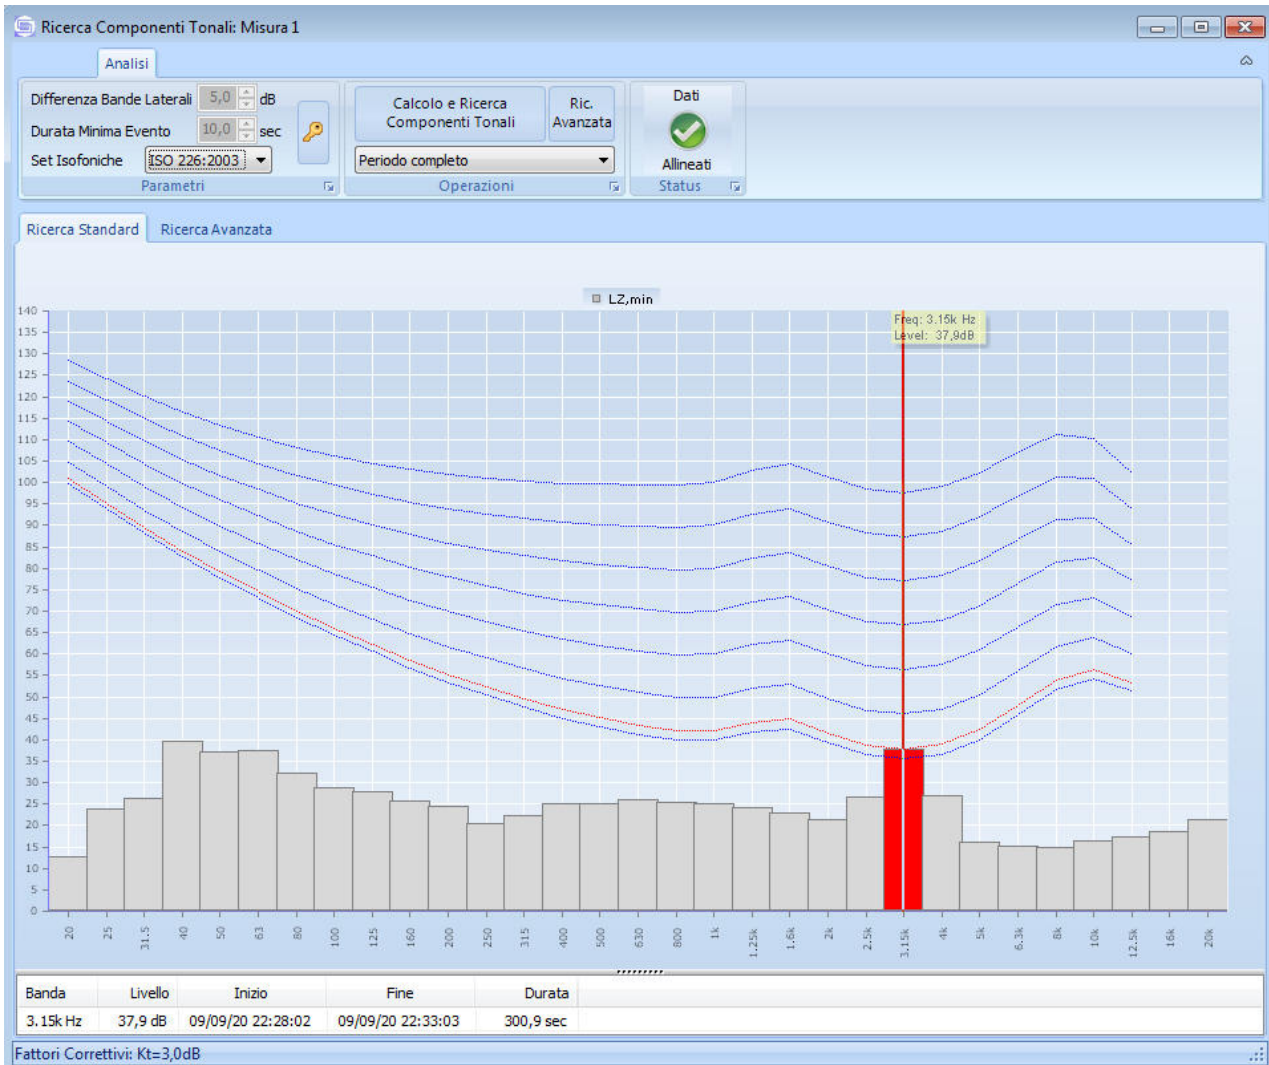 Ricerca Componenti Tonali: Misura 1
Analisi
Differenza Bande Laterali 5,0 dB
Durata Minima Evento 10,0 sec
Set Isofoniche ISO 226:2003
Parametri
Calcolo e Ricerca Componenti Tonali
Ric. Avanzata
Periodo completo
Operazioni
Dati
Allineati
Status
Ricerca Standard Ricerca Avanzata
LZ,min
Freq: 3.15k Hz
Level: 37,9dB
140
135
130
125
120
115
110
105
100
95
90
85
80
75
70
65
60
55
50
45
40
35
30
25
20
15
10
5
0
20 25 31.5 40 50 63 80 100 125 160 200 250 315 400 500 630 800 1k 1.25k 1.6k 2k 2.5k 3.15k 4k 5k 6.3k 8k 10k 12.5k 16k 20k
Banda Livello Inizio Fine Durata
3.15k Hz 37,9 dB 09/09/20 22:28:02 09/09/20 22:33:03 300,9 sec
Fattori Correttivi: Kt=3,0dB